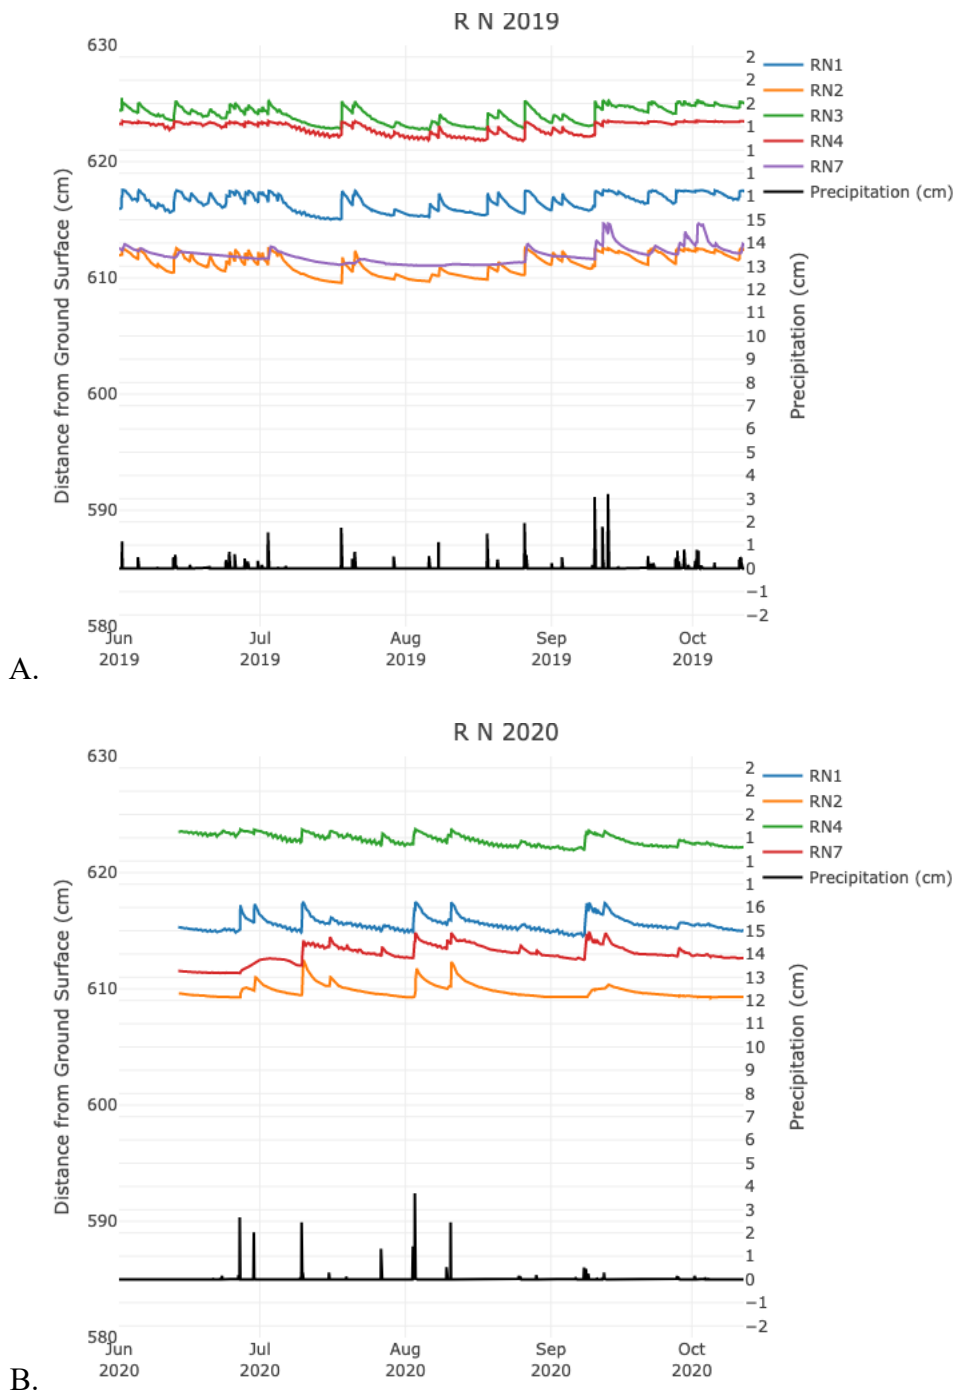 R N 2019
630
620
610
600
590
580
Distance from Ground Surface (cm)
2
2
2
1
1
1
1
15
14
13
12
11
10
9
8
7
6
5
4
3
2
1
0
−1
−2
Precipitation (cm)
RN1
RN2
RN3
RN4
RN7
Precipitation (cm)
Jun Jul Aug Sep Oct
2019 2019 2019 2019 2019
A.
R N 2020
630
620
610
600
590
580
Distance from Ground Surface (cm)
2
2
2
1
1
1
16
15
14
13
12
11
10
9
8
7
6
5
4
3
2
1
0
−1
−2
Precipitation (cm)
RN1
RN2
RN4
RN7
Precipitation (cm)
Jun Jul Aug Sep Oct
2020 2020 2020 2020 2020
B.